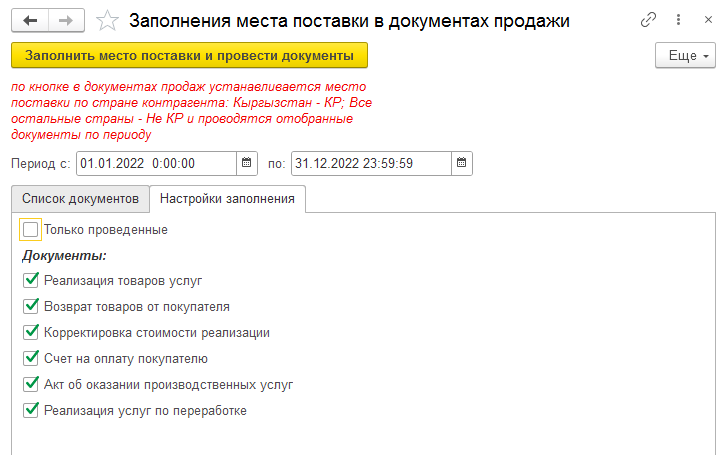 Заполнения места поставки в документах продажи
Заполнить место поставки и провести документы
Еще
по кнопке в документах продаж устанавливается место
поставки по стране контрагента: Кыргызстан - КР; Все
остальные страны - Не КР и проводятся отобранные
документы по периоду
Период с: 01.01.2022 0:00:00 по: 31.12.2022 23:59:59
Список документов Настройки заполнения
Только проведенные
Документы:
Реализация товаров услуг
Возврат товаров от покупателя
Корректировка стоимости реализации
Счет на оплату покупателю
Акт об оказании производственных услуг
Реализация услуг по переработке